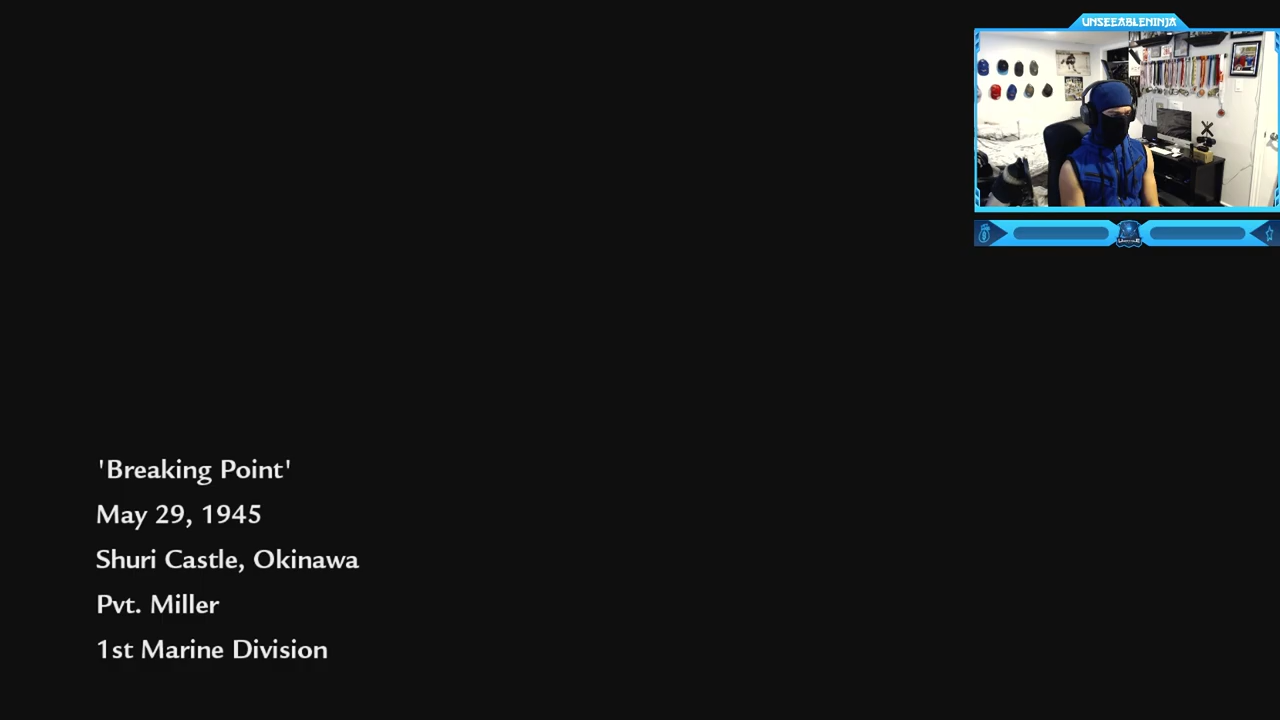 UNSEEABLENINJA
'Breaking Point'
May 29, 1945
Shuri Castle, Okinawa
Pvt. Miller
1st Marine Division